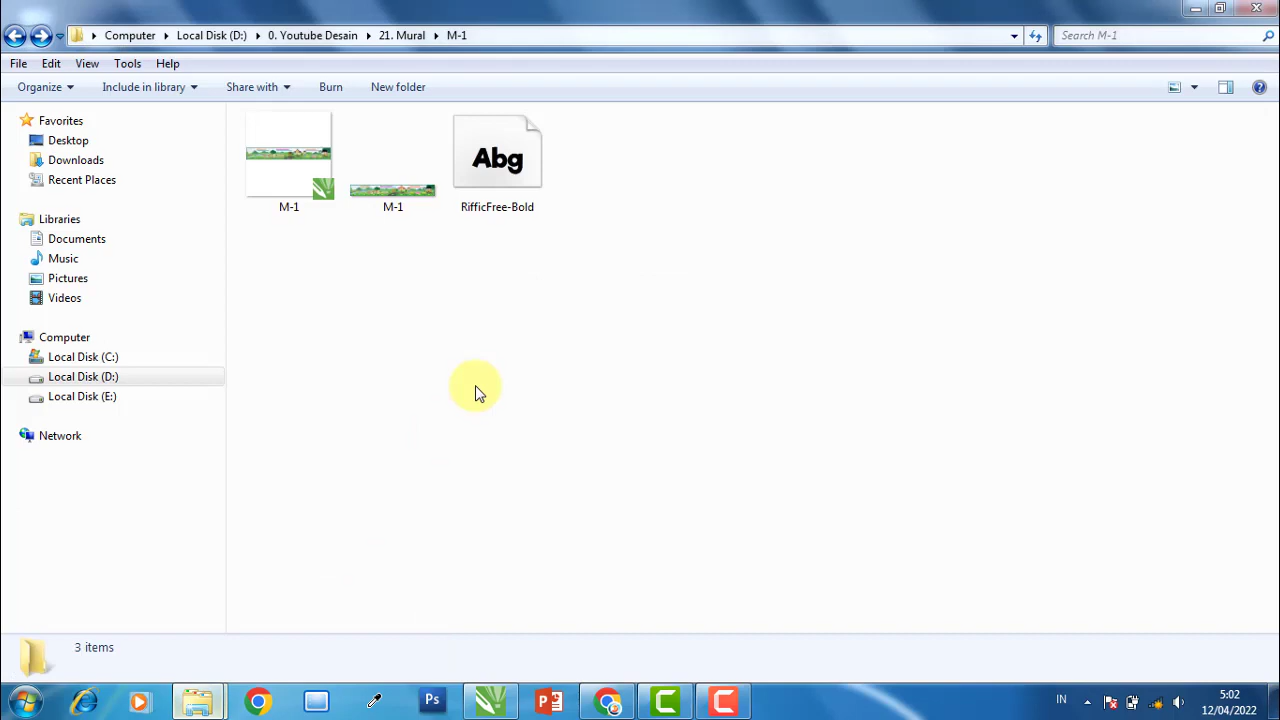 Computer Local Disk (D:) 0. Youtube Desain 21. Mural M-1 Search M-1
File Edit View Tools Help
Organize Include in library Share with Burn New folder
Favorites
Desktop
Downloads
Recent Places
Libraries
Documents
Music
Pictures
Videos
Computer
Local Disk (C:)
Local Disk (D:)
Local Disk (E:)
Network
Abg
M-1 M-1 RifficFree-Bold
3 items
Ps
IN
5:02
12/04/2022